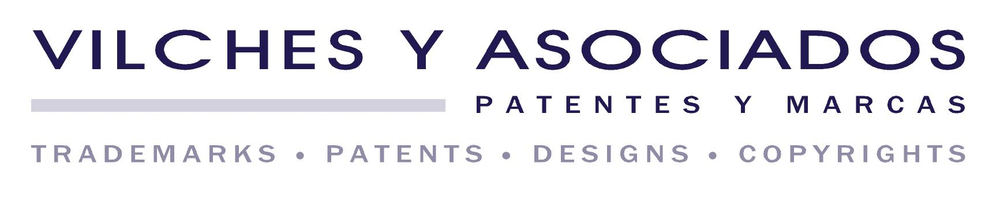 VILCHES Y ASOCIADOS
PATENTES Y MARCAS
TRADEMARKS • PATENTS • DESIGNS • COPYRIGHTS